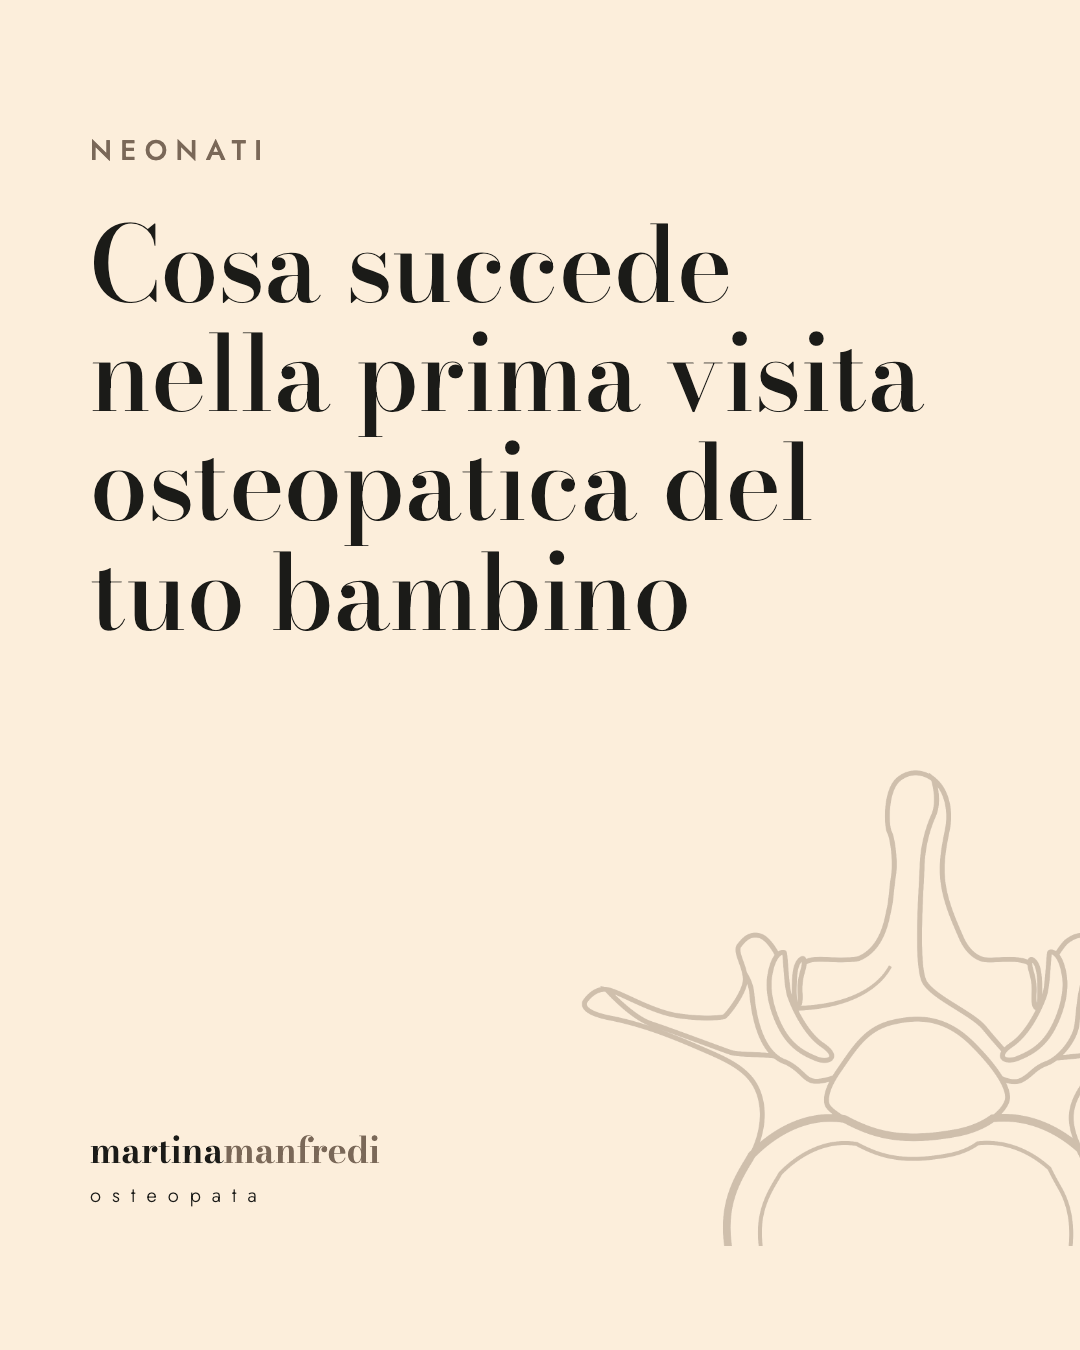 NEONATI
Cosa succede
nella prima visita
osteopatica del
tuo bambino
martinamanfredi
osteopata